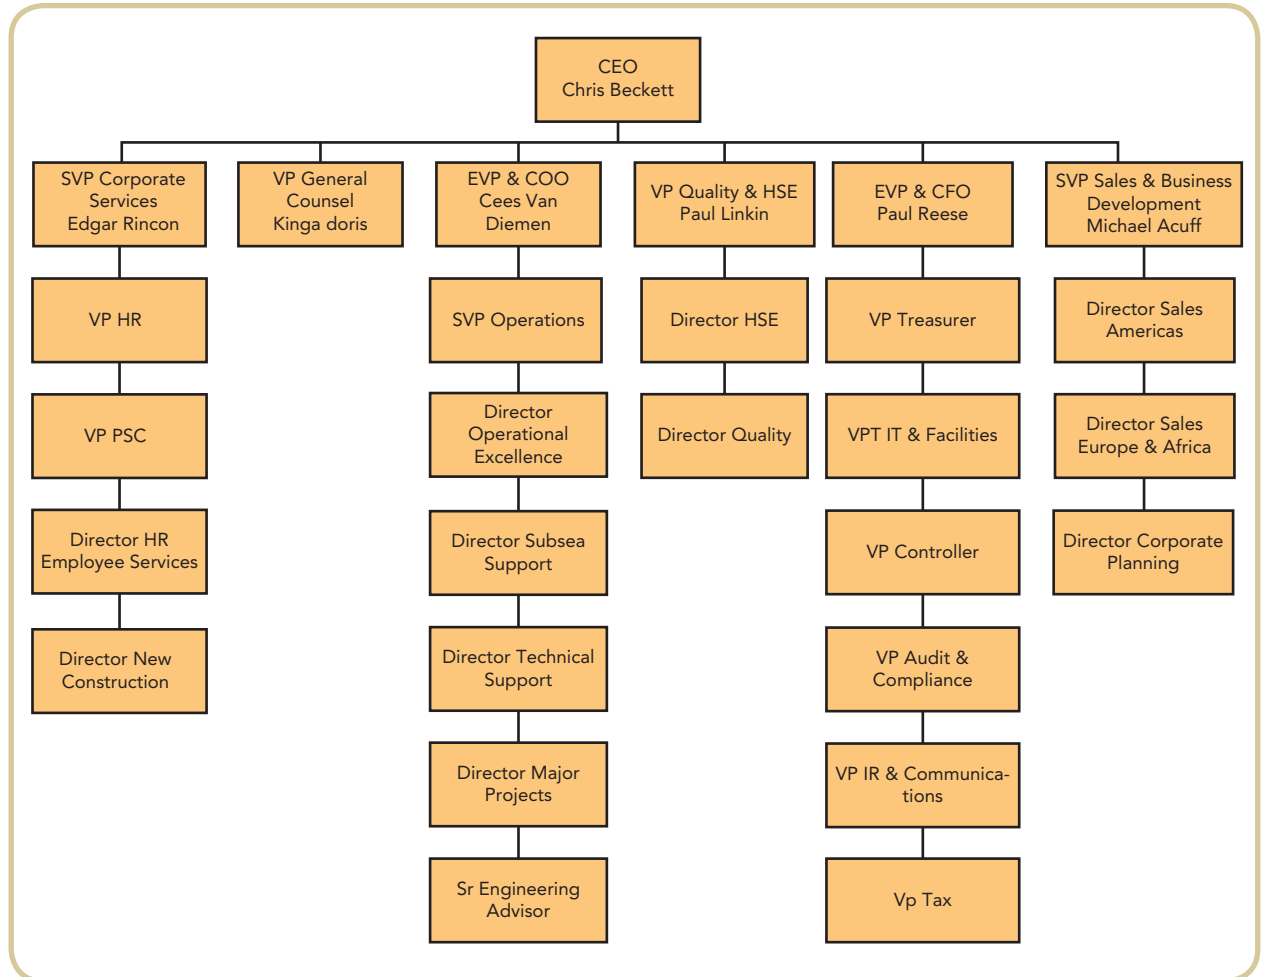 CEO
Chris Beckett
SVP Corporate
Services
Edgar Rincon
VP General
Counsel
Kinga doris
EVP & COO
Cees Van
Diemen
VP Quality & HSE
Paul Linkin
EVP & CFO
Paul Reese
SVP Sales & Business
Development
Michael Acuff
VP HR
SVP Operations
Director HSE
VP Treasurer
Director Sales
Americas
VP PSC
Director
Operational
Excellence
Director Quality
VPT IT & Facilities
Director Sales
Europe & Africa
Director HR
Employee Services
Director Subsea
Support
VP Controller
Director Corporate
Planning
Director New
Construction
Director Technical
Support
VP Audit &
Compliance
Director Major
Projects
VP IR & Communica-
tions
Sr Engineering
Advisor
Vp Tax